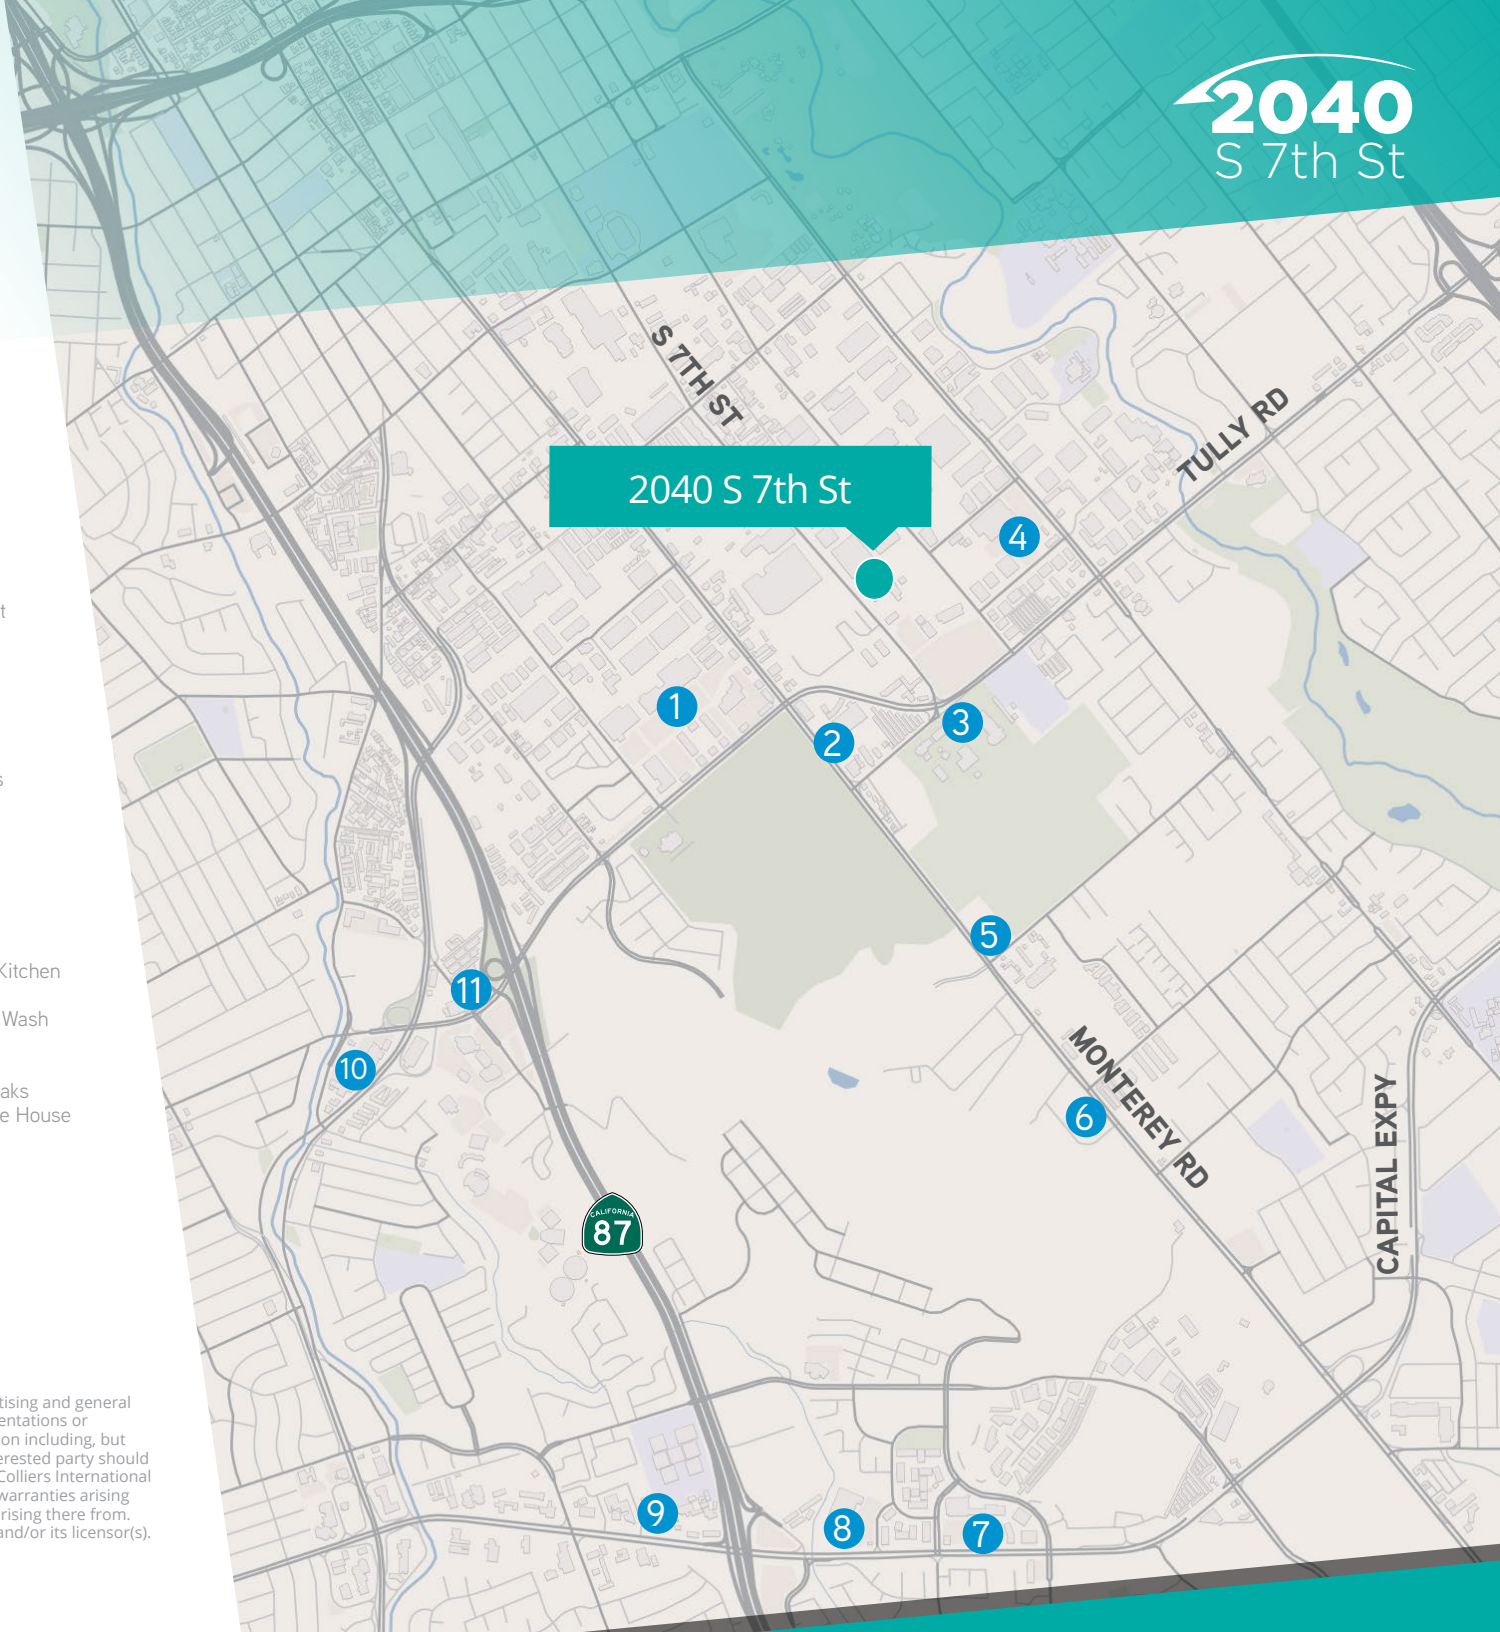 2040
S 7th St
S 7TH ST
TULLY RD
2040 S 7th St
4
t
1
2
3
s
5
Kitchen
11
Wash
MONTEREY RD
10
CAPITAL EXPY
aks
6
e House
CALIFORNIA
87
tising and general
entations or
on including, but
erested party should
Colliers International
warranties arising
rising there from.
and/or its licensor(s).
9
8
7